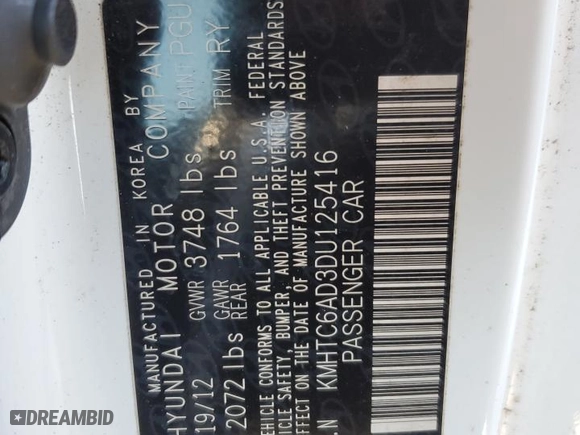 MANUFACTURED IN KOREA BY
HYUNDAI MOTOR COMPANY
19/12 GVWR 3748 lbs PAINT PGU
GAWR
2072 lbs REAR 1764 lbs TRIM RY
VEHICLE CONFORMS TO ALL APPLICABLE U.S.A. FEDERAL
VEHICLE SAFETY, BUMPER, AND THEFT PREVENTION STANDARDS
EFFECT ON THE DATE OF MANUFACTURE SHOWN ABOVE
.N KMHTC6AD3DU125416
PASSENGER CAR
DREAMBID